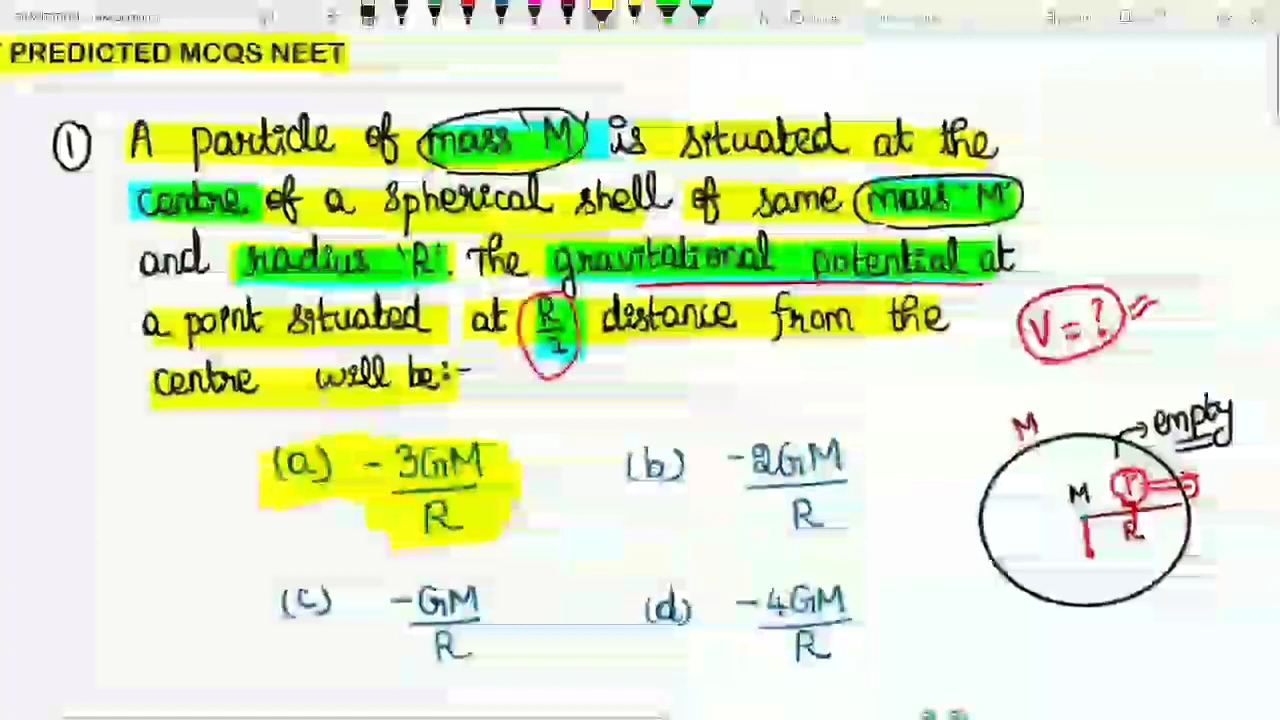 PREDICTED MCQS NEET
① A particle of mass 'M' is situated at the
centre of a spherical shell of same mass 'M'
and radius 'R'. The gravitational potential at
a point situated at R/2 distance from the
centre will be:-
V = ? =
(a) -3GM/R (b) -2GM/R
(c) -GM/R (d) -4GM/R
M → empty
M P
R